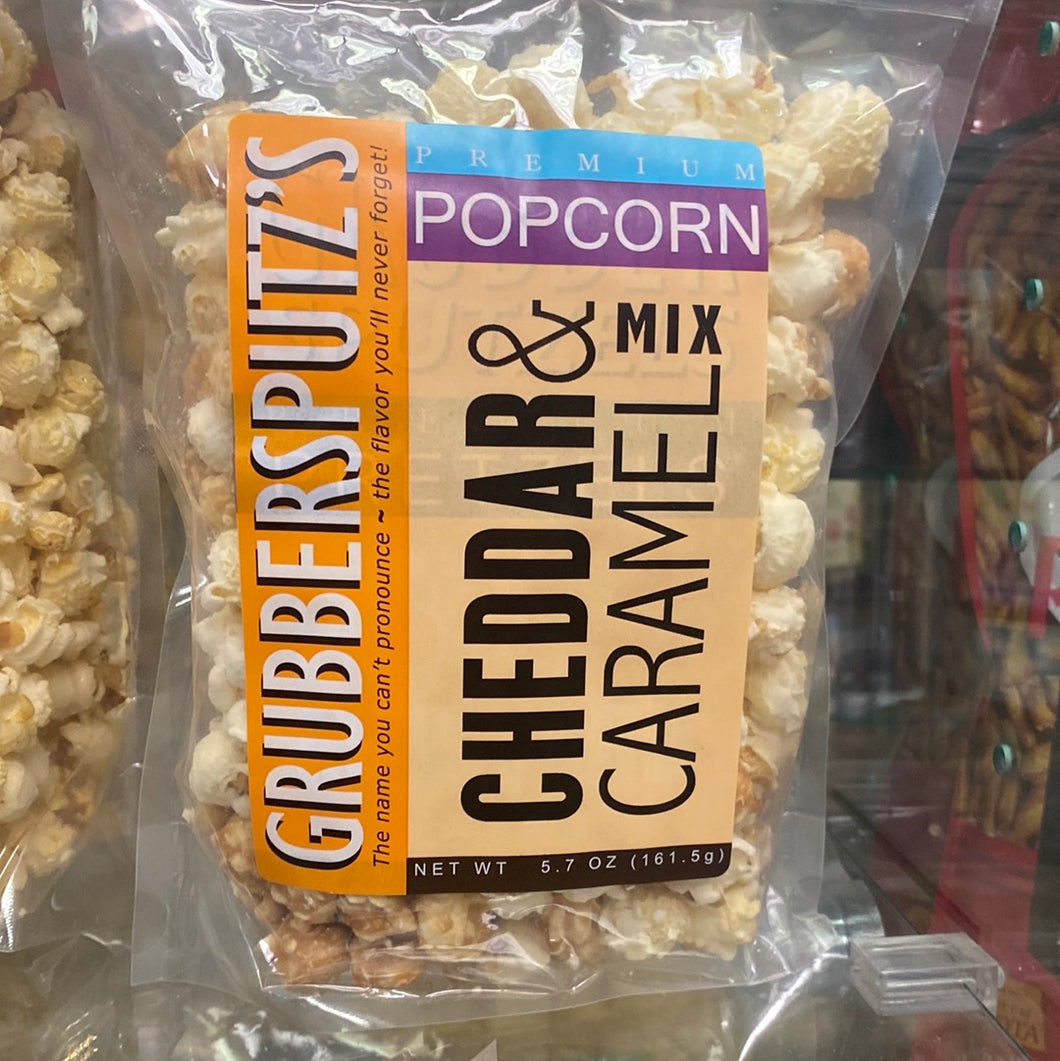 GRUBBERSPUTZ'S
The name you can't pronounce ~ the flavor you'll never forget!
PREMIUM
POPCORN
CHEDDAR &
CARAMEL MIX
NET WT 5.7 OZ (161.5g)